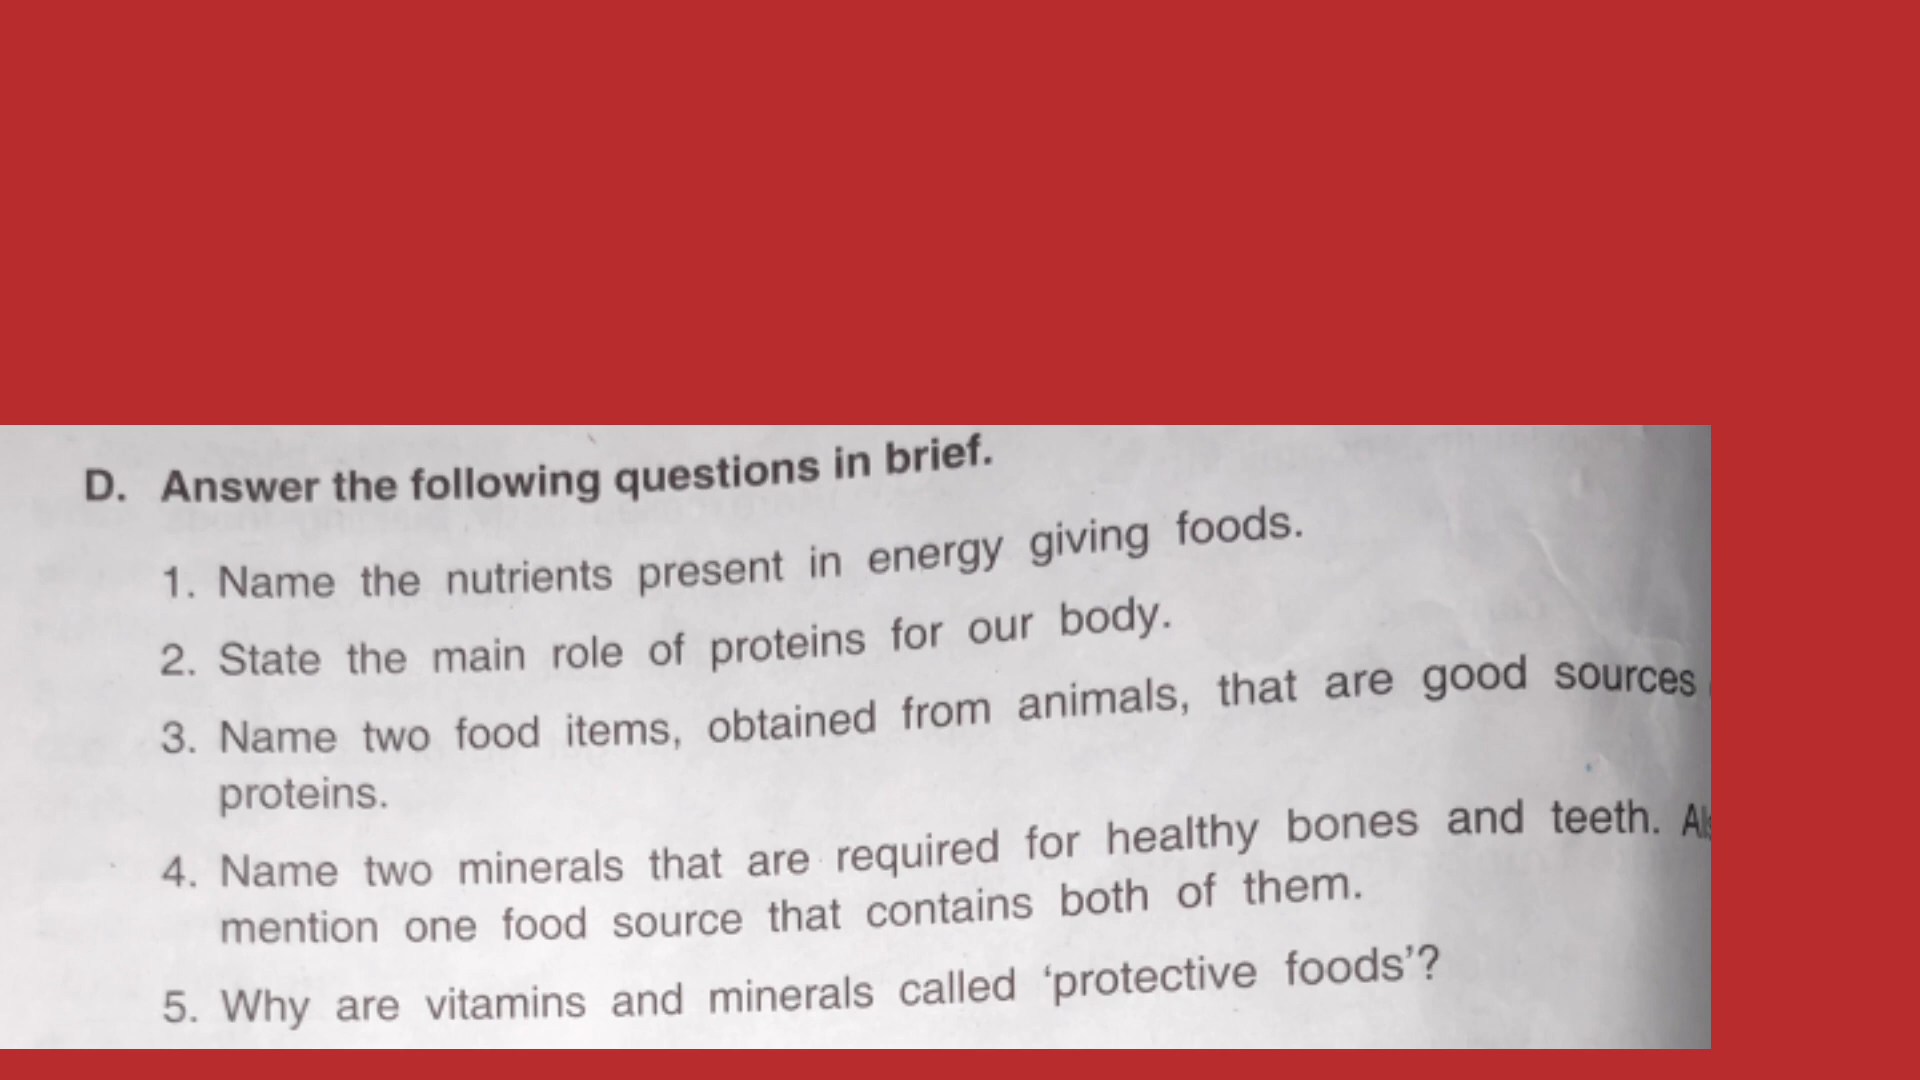 D. Answer the following questions in brief.
1. Name the nutrients present in energy giving foods.
2. State the main role of proteins for our body.
3. Name two food items, obtained from animals, that are good sources
proteins.
4. Name two minerals that are required for healthy bones and teeth.
mention one food source that contains both of them.
5. Why are vitamins and minerals called ‘protective foods’?